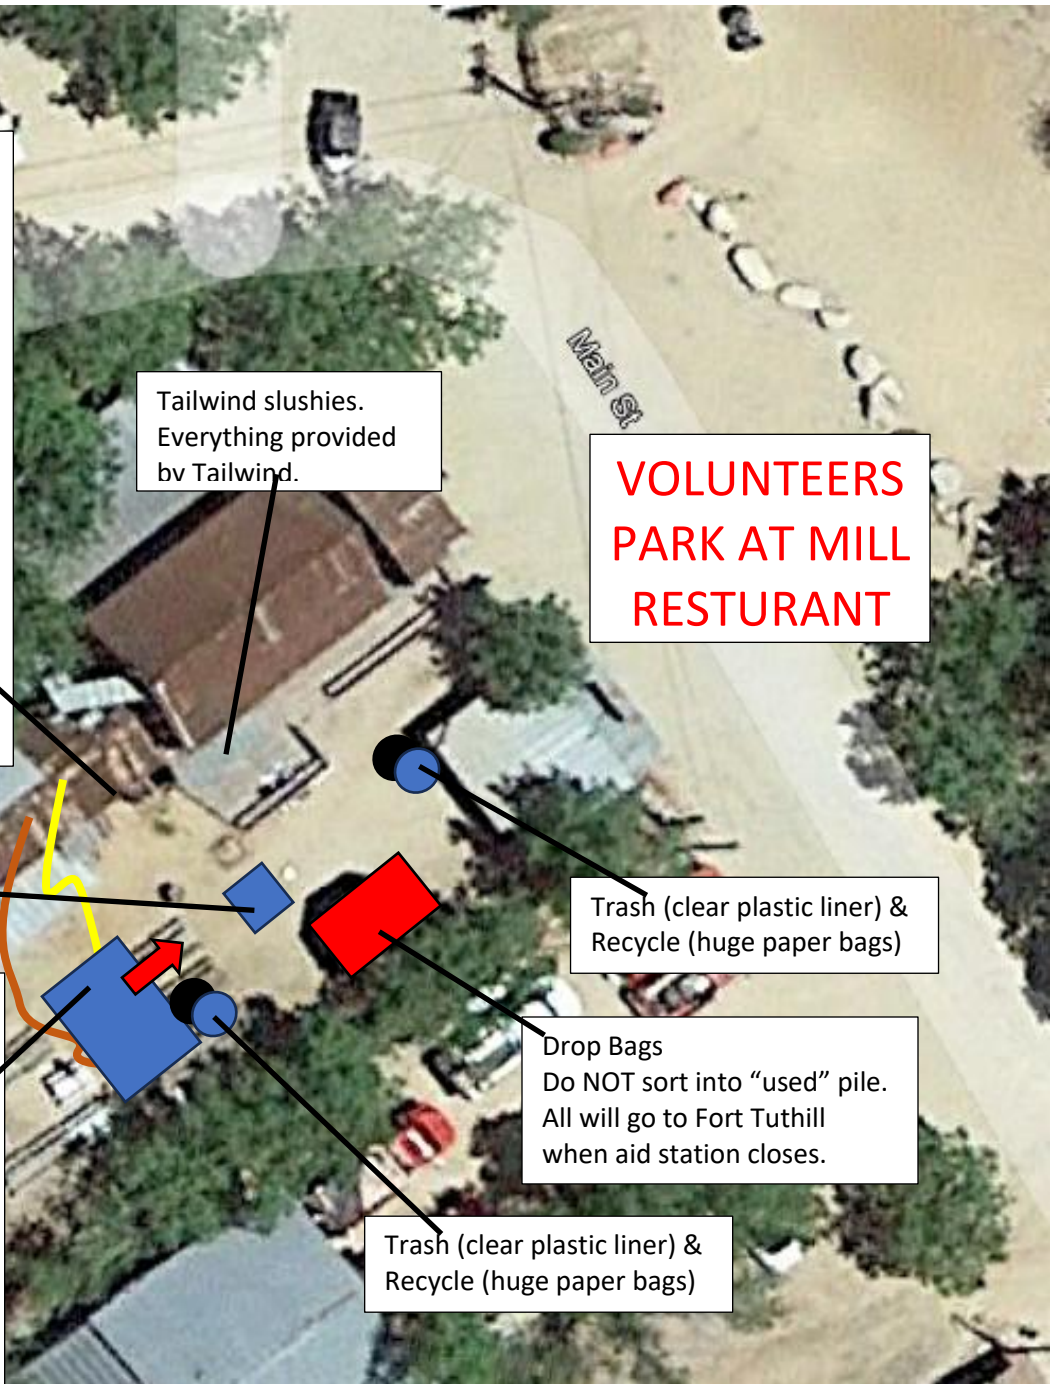 Main St
Tailwind slushies.
Everything provided
by Tailwind.
VOLUNTEERS
PARK AT MILL
RESTURANT
Trash (clear plastic liner) &
Recycle (huge paper bags)
Drop Bags
Do NOT sort into “used” pile.
All will go to Fort Tuthill
when aid station closes.
Trash (clear plastic liner) &
Recycle (huge paper bags)